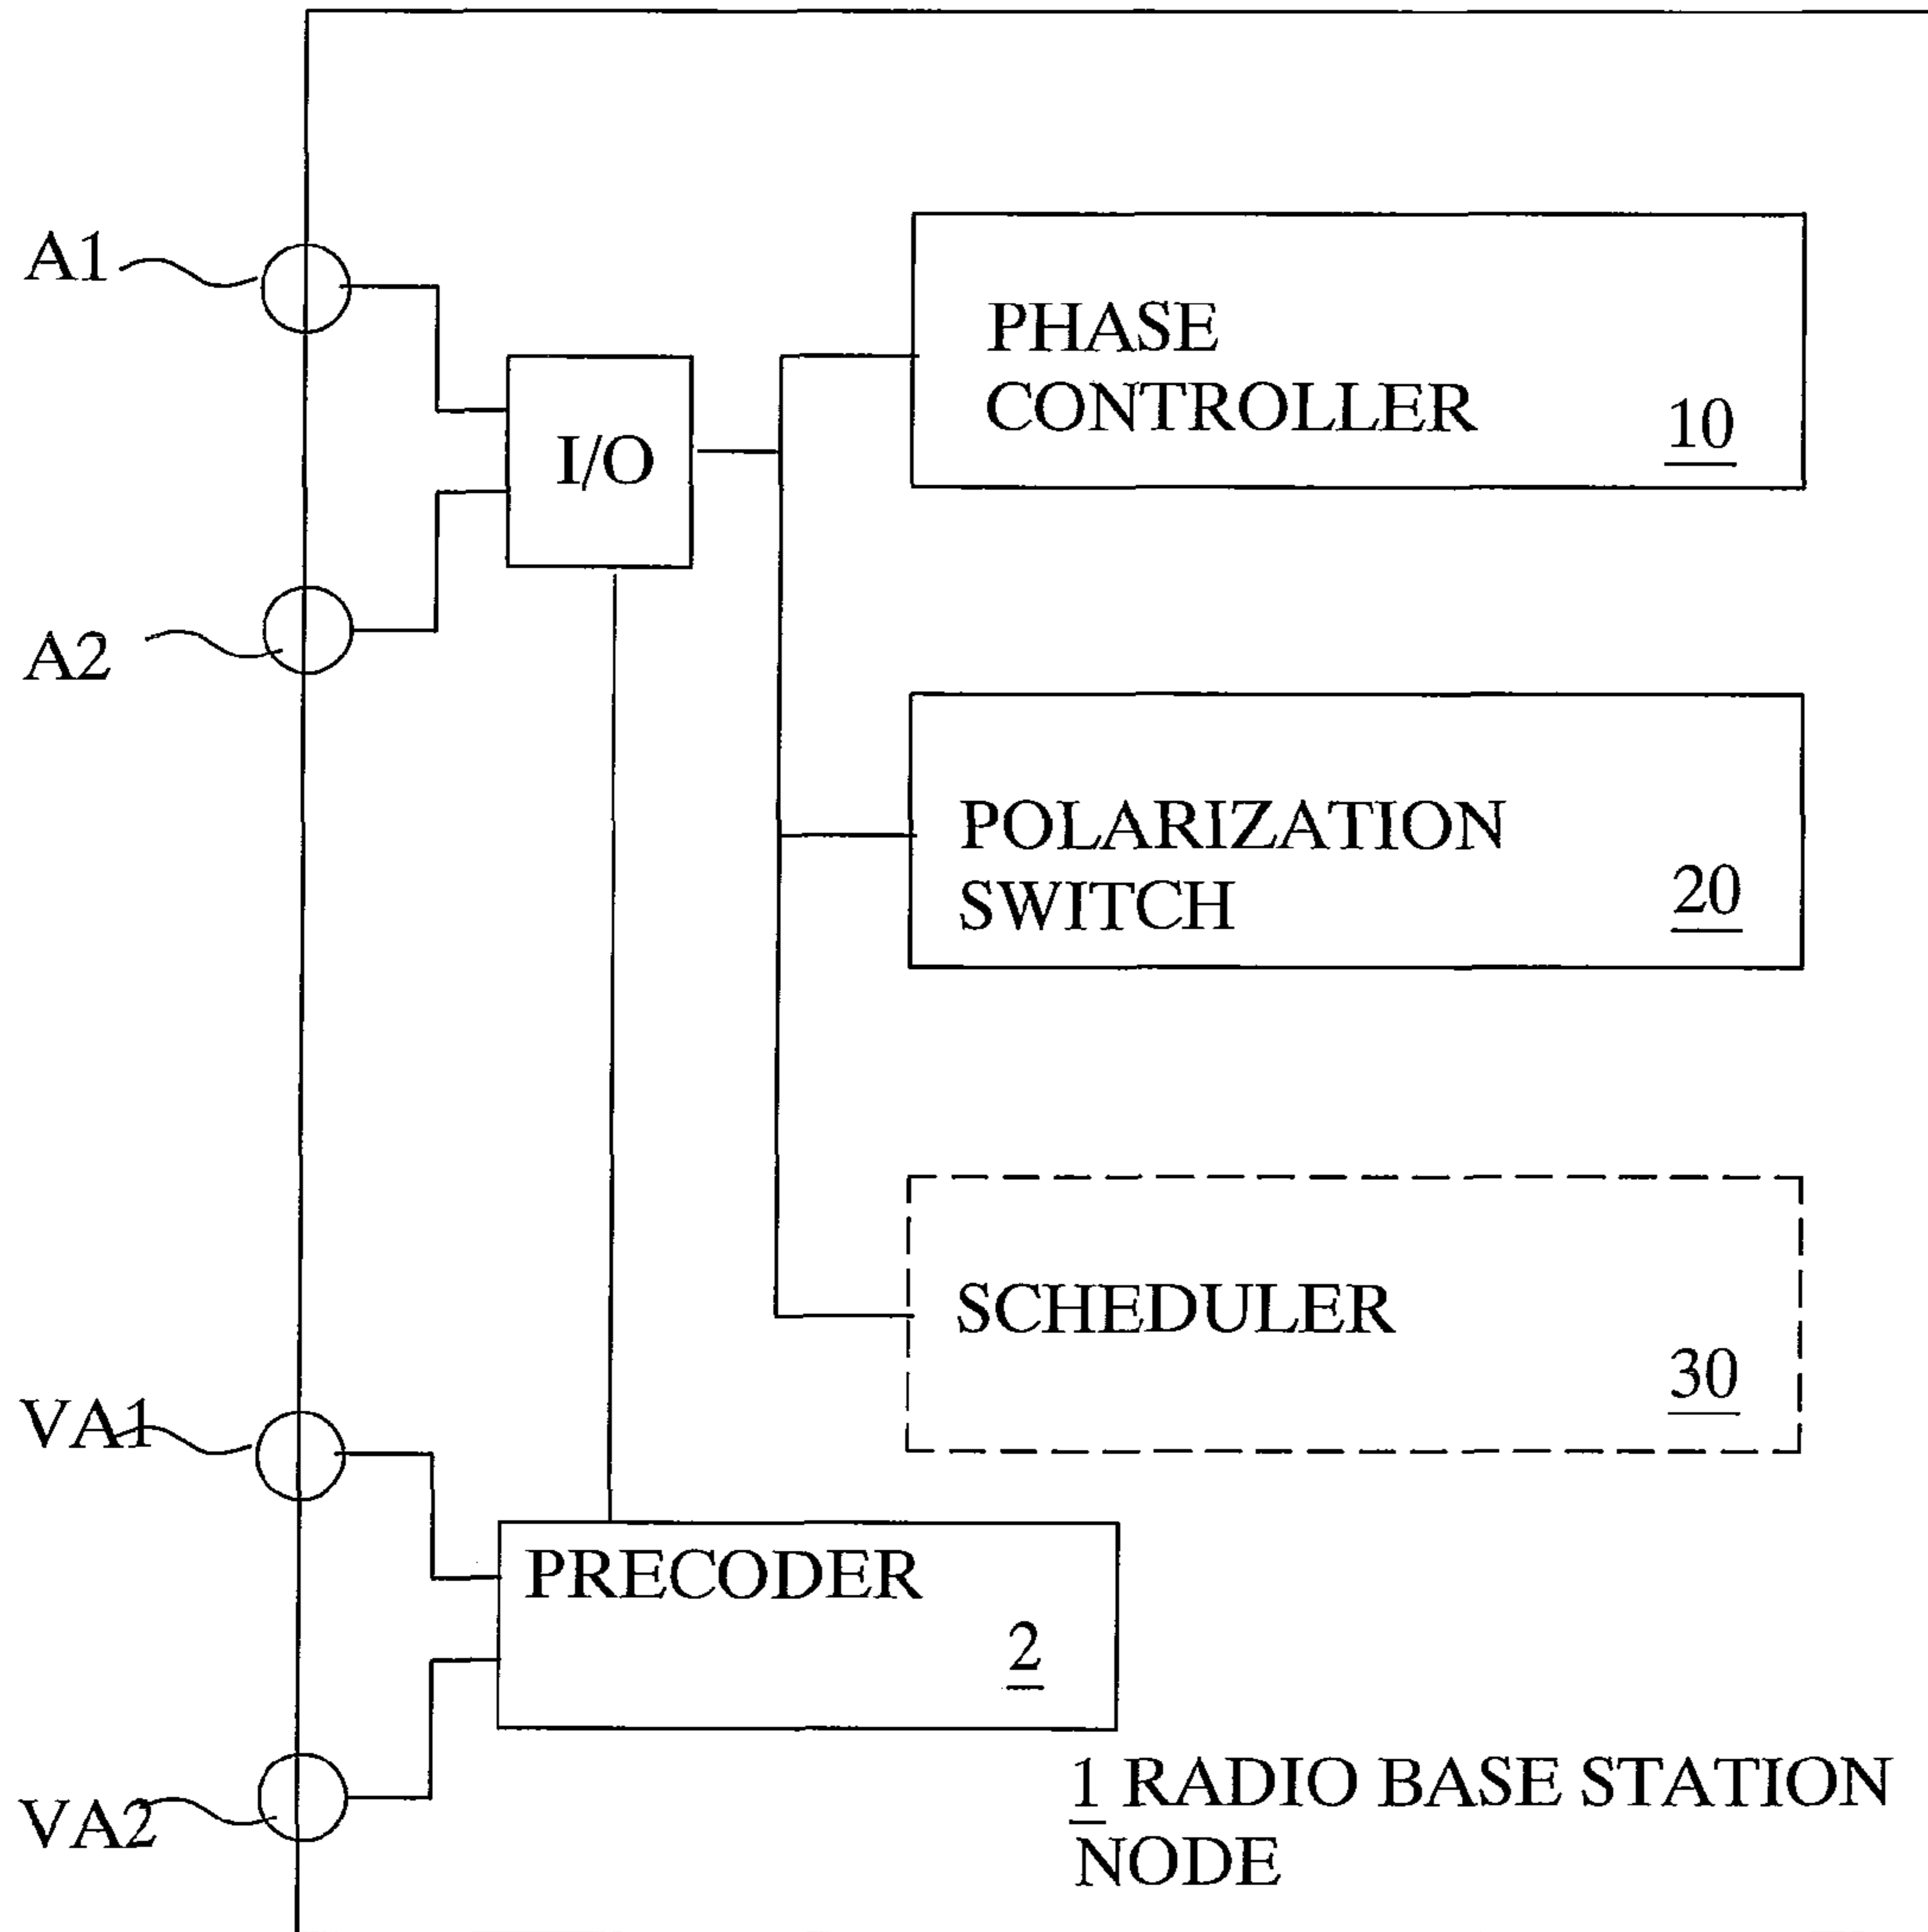 A1
PHASE
CONTROLLER
10
I/O
A2
POLARIZATION
SWITCH
20
SCHEDULER
30
VA1
PRECODER
2
VA2
1 RADIO BASE STATION
NODE